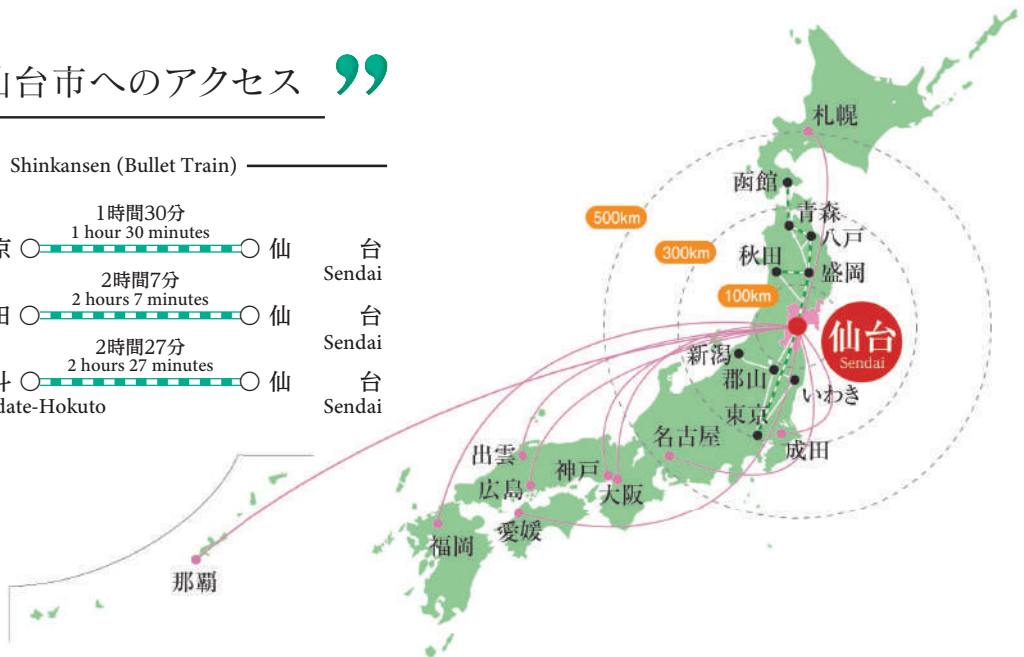 台市へのアクセス ”
Shinkansen (Bullet Train)
1時間30分
1 hour 30 minutes
京 仙 台
Sendai
2時間7分
2 hours 7 minutes
田 仙 台
Sendai
2時間27分
2 hours 27 minutes
斗 仙 台
date-Hokuto Sendai
札幌
函館
500km
青森
八戸
300km
秋田
盛岡
100km
仙台
Sendai
新潟
郡山
いわき
東京
名古屋
成田
出雲
神戸
広島
大阪
愛媛
福岡
那覇